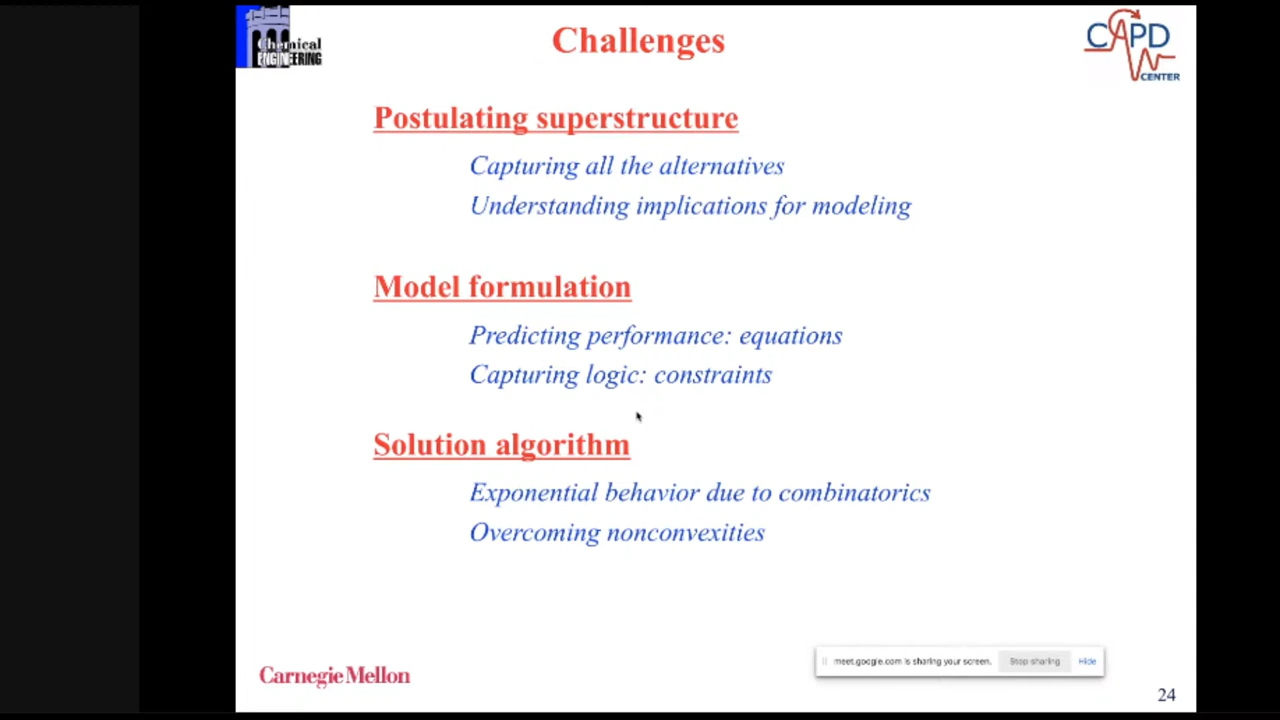 Chemical
ENGINEERING
Challenges
CAPD
CENTER
Postulating superstructure
Capturing all the alternatives
Understanding implications for modeling
Model formulation
Predicting performance: equations
Capturing logic: constraints
Solution algorithm
Exponential behavior due to combinatorics
Overcoming nonconvexities
Carnegie Mellon
meet.google.com is sharing your screen. Stop sharing Hide
24